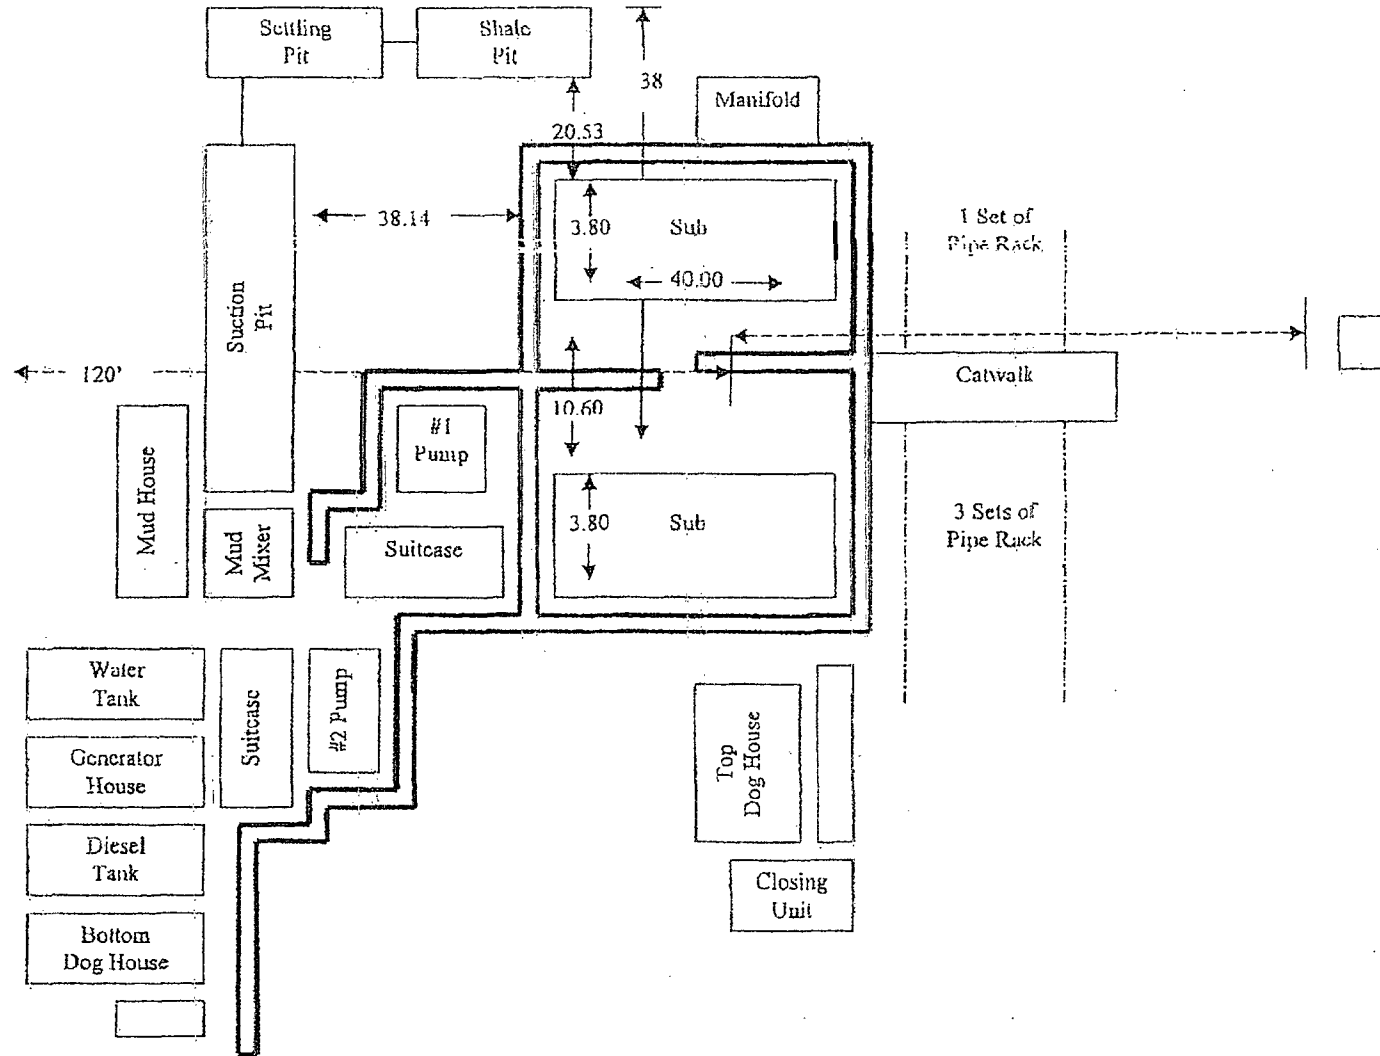 Settling
Pit
Shale
Pit
38
Manifold
20.53
38.14
3.80
Sub
1 Set of
Pipe Rack
40.00
Suction
Pit
120'
Catwalk
10.60
#1
Pump
Mud House
Mud
Mixer
Suitcase
3.80
Sub
3 Sets of
Pipe Rack
Water
Tank
Suitcase
#2 Pump
Generator
House
Top
Dog House
Diesel
Tank
Closing
Unit
Bottom
Dog House